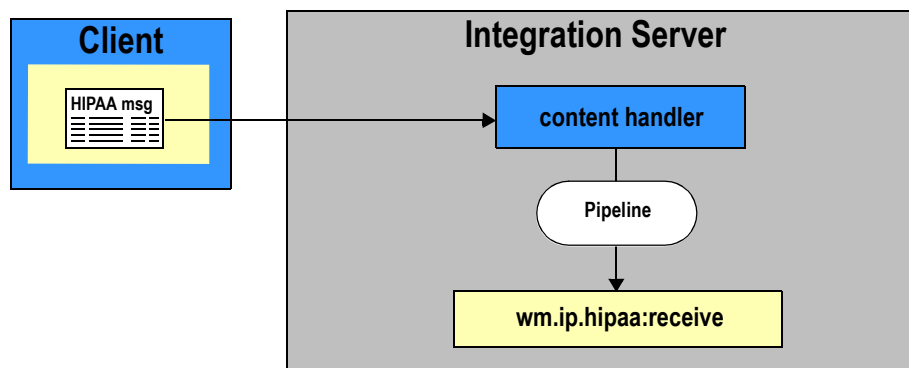 Client
Integration Server
HIPAA msg
content handler
Pipeline
wm.ip.hipaa:receive